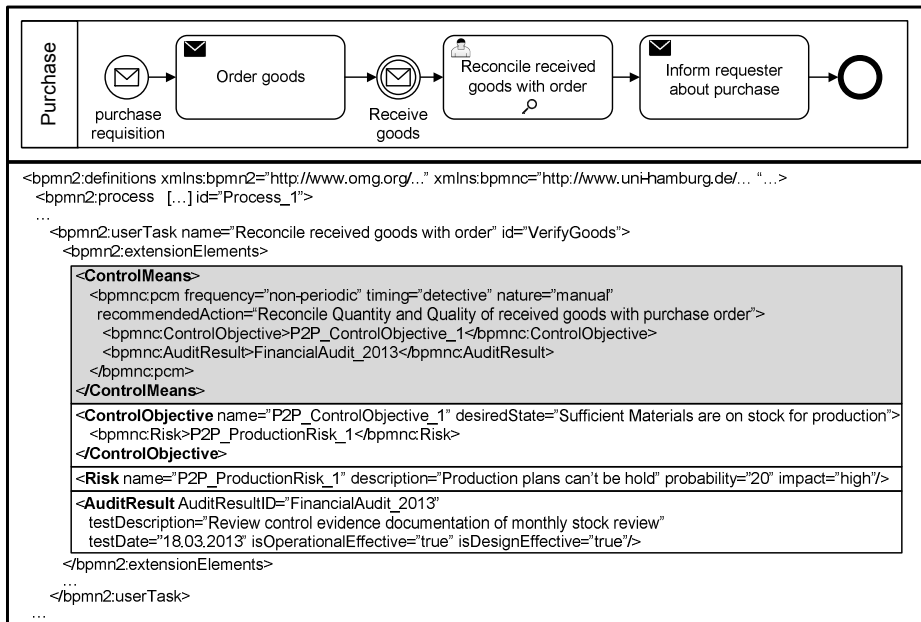 Purchase
purchase
requisition
Order goods
Receive
goods
Reconcile received
goods with order
Inform requester
about purchase
<bpmn2:definitions xmlns:bpmn2="http://www.omg.org/..." xmlns:bpmnc="http://www.uni-hamburg.de/... “…>
<bpmn2:process […] id="Process_1">
…
<bpmn2:userTask name="Reconcile received goods with order" id="VerifyGoods">
<bpmn2:extensionElements>
<ControlMeans>
<bpmnc:pcm frequency="non-periodic" timing="detective" nature="manual"
recommendedAction="Reconcile Quantity and Quality of received goods with purchase order">
<bpmnc:ControlObjective>P2P_ControlObjective_1</bpmnc:ControlObjective>
<bpmnc:AuditResult>FinancialAudit_2013</bpmnc:AuditResult>
</bpmnc:pcm>
</ControlMeans>
<ControlObjective name="P2P_ControlObjective_1" desiredState="Sufficient Materials are on stock for production">
<bpmnc:Risk>P2P_ProductionRisk_1</bpmnc:Risk>
</ControlObjective>
<Risk name="P2P_ProductionRisk_1" description="Production plans can't be hold" probability="20" impact="high"/>
<AuditResult AuditResultID="FinancialAudit_2013"
testDescription="Review control evidence documentation of monthly stock review"
testDate="18.03.2013" isOperationalEffective="true" isDesignEffective="true"/>
</bpmn2:extensionElements>
…
</bpmn2:userTask>
…